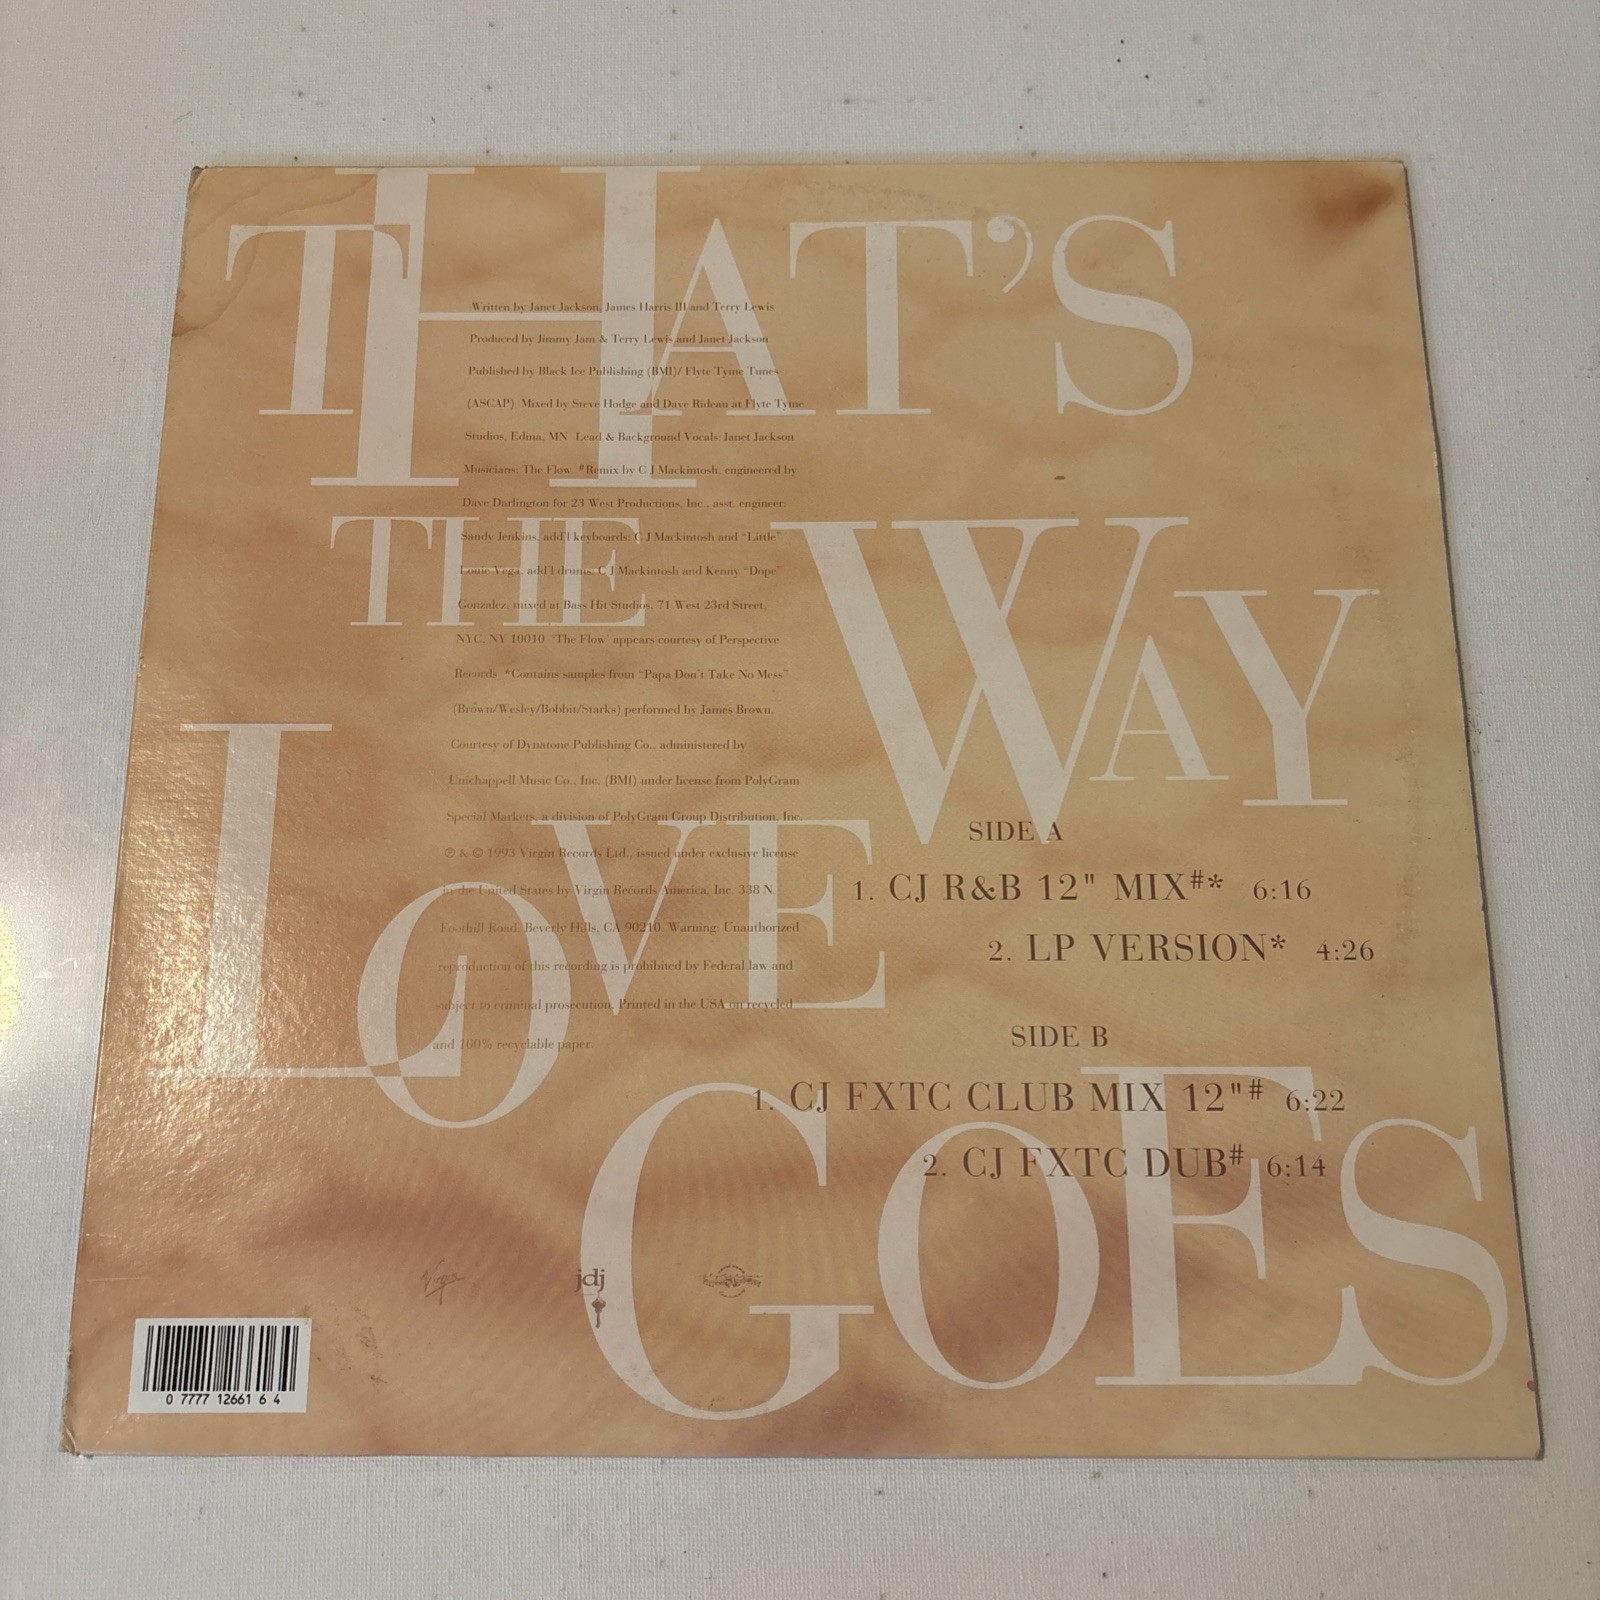 THAT'S
THE WAY
LOVE
GOES
Written by Janet Jackson, James Harris III and Terry Lewis
Produced by Jimmy Jam & Terry Lewis and Janet Jackson
Published by Black Ice Publishing (BMI)/ Flyte Tyme Tunes
(ASCAP) Mixed by Steve Hodge and Dave Rideau at Flyte Tyme
Studios, Edina, MN Lead & Background Vocals: Janet Jackson
Musicians: The Flow #Remix by C J Mackintosh, engineered by
Dave Darlington for 23 West Productions, Inc., asst. engineer:
Sandy Jenkins, add'l keyboards: C J Mackintosh and "Little"
Louie Vega, add'l drums: C J Mackintosh and Kenny "Dope"
Gonzalez, mixed at Bass Hit Studios, 71 West 23rd Street,
NYC, NY 10010 'The Flow' appears courtesy of Perspective
Records *Contains samples from "Papa Don't Take No Mess"
(Brown/Wesley/Bobbit/Starks) performed by James Brown.
Courtesy of Dynatone Publishing Co., administered by
Unichappell Music Co., Inc. (BMI) under license from PolyGram
Special Markets, a division of PolyGram Group Distribution, Inc.
℗ & © 1993 Virgin Records Ltd., issued under exclusive license
in the United States by Virgin Records America, Inc. 338 N.
Foothill Road, Beverly Hills, CA 90210. Warning: Unauthorized
reproduction of this recording is prohibited by Federal law and
subject to criminal prosecution. Printed in the USA on recycled
and 100% recyclable paper.
SIDE A
1. CJ R&B 12" MIX#* 6:16
2. LP VERSION* 4:26
SIDE B
1. CJ FXTC CLUB MIX 12"# 6:22
2. CJ FXTC DUB# 6:14
Virgin
jdj
0 7777 12661 6 4